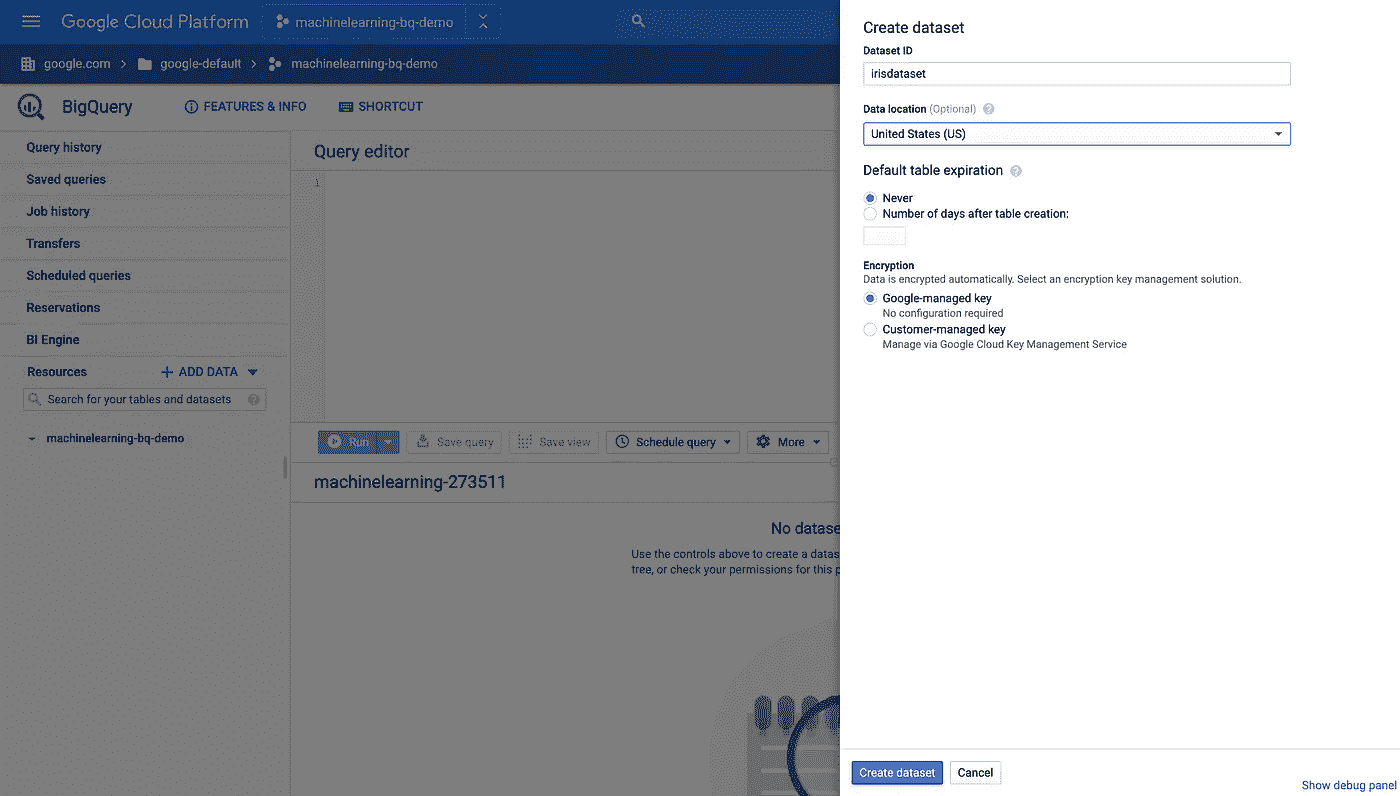 Google Cloud Platform
machinelearning-bq-demo
google.com
google-default
machinelearning-bq-demo
BigQuery
FEATURES & INFO
SHORTCUT
Query history
Saved queries
Job history
Transfers
Scheduled queries
Reservations
BI Engine
Resources
ADD DATA
Search for your tables and datasets
machinelearning-bq-demo
Query editor
1
Run
Save query
Save view
Schedule query
More
machinelearning-273511
No datase
Use the controls above to create a datas
tree, or check your permissions for this p
Create dataset
Dataset ID
irisdataset
Data location (Optional)
United States (US)
Default table expiration
Never
Number of days after table creation:
Encryption
Data is encrypted automatically. Select an encryption key management solution.
Google-managed key
No configuration required
Customer-managed key
Manage via Google Cloud Key Management Service
Create dataset
Cancel
Show debug panel